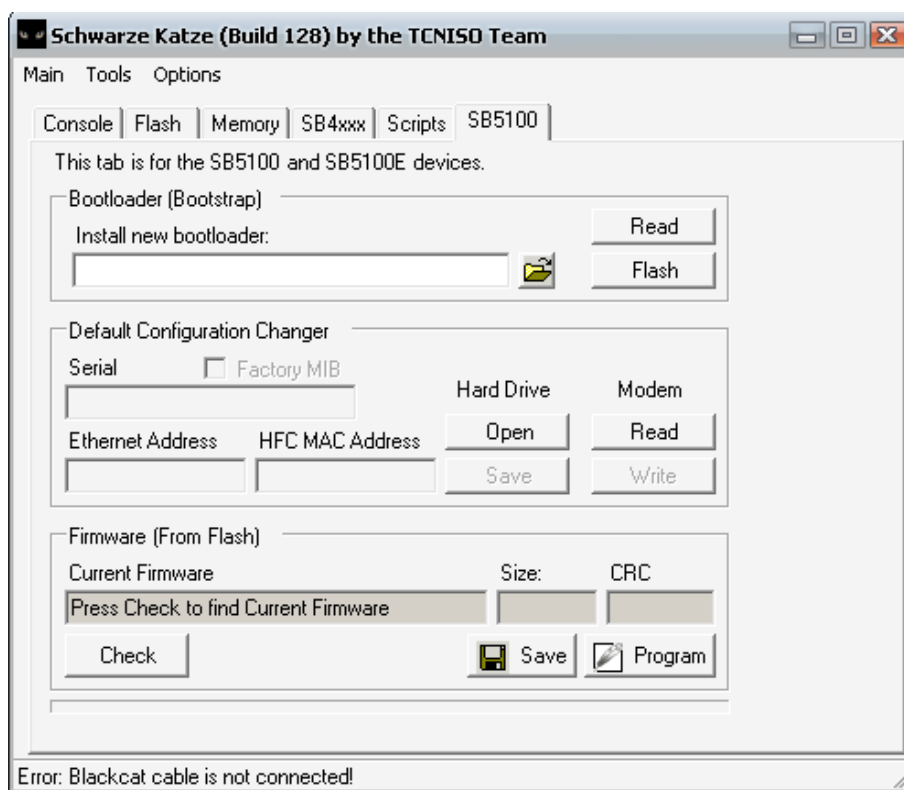 Schwarze Katze (Build 128) by the TCNISO Team
Main Tools Options
Console Flash Memory SB4xxx Scripts SB5100
This tab is for the SB5100 and SB5100E devices.
Bootloader (Bootstrap)
Install new bootloader:
Read
Flash
Default Configuration Changer
Serial Factory MIB
Hard Drive Modem
Ethernet Address HFC MAC Address Open Read
Save Write
Firmware (From Flash)
Current Firmware Size: CRC
Press Check to find Current Firmware
Check Save Program
Error: Blackcat cable is not connected!